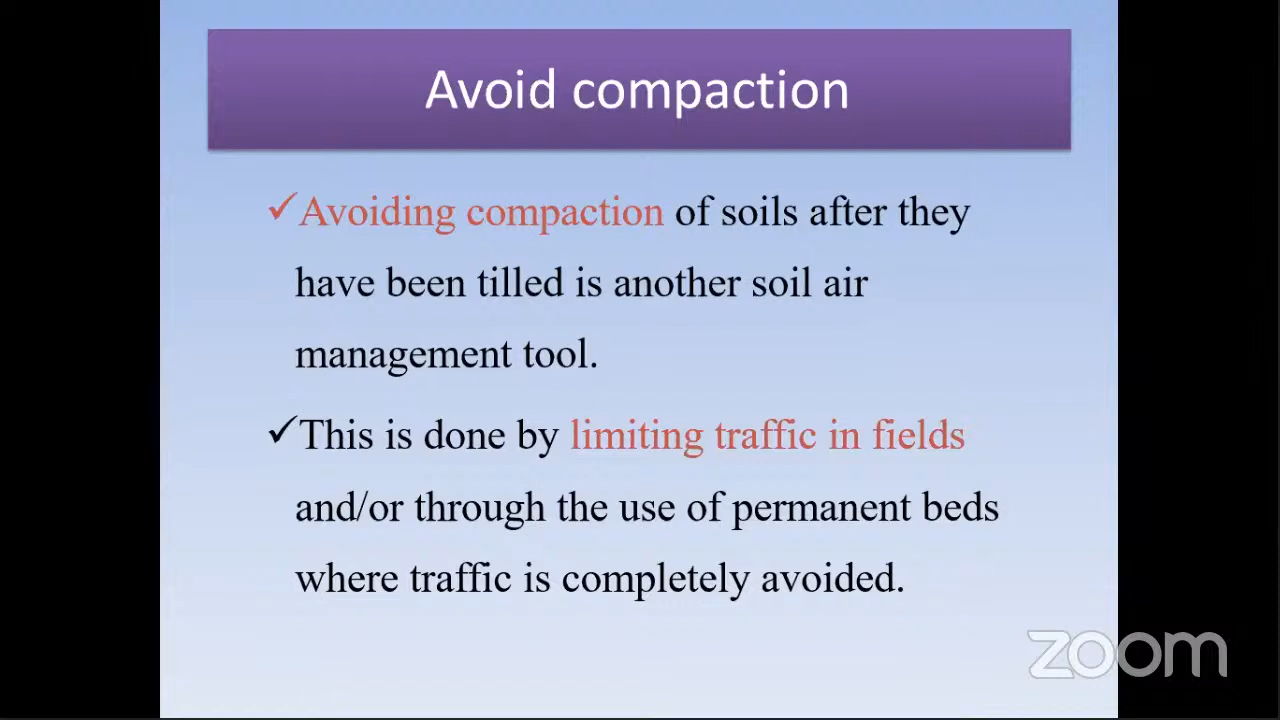 Avoid compaction
✓Avoiding compaction of soils after they
have been tilled is another soil air
management tool.
✓This is done by limiting traffic in fields
and/or through the use of permanent beds
where traffic is completely avoided.
zoom